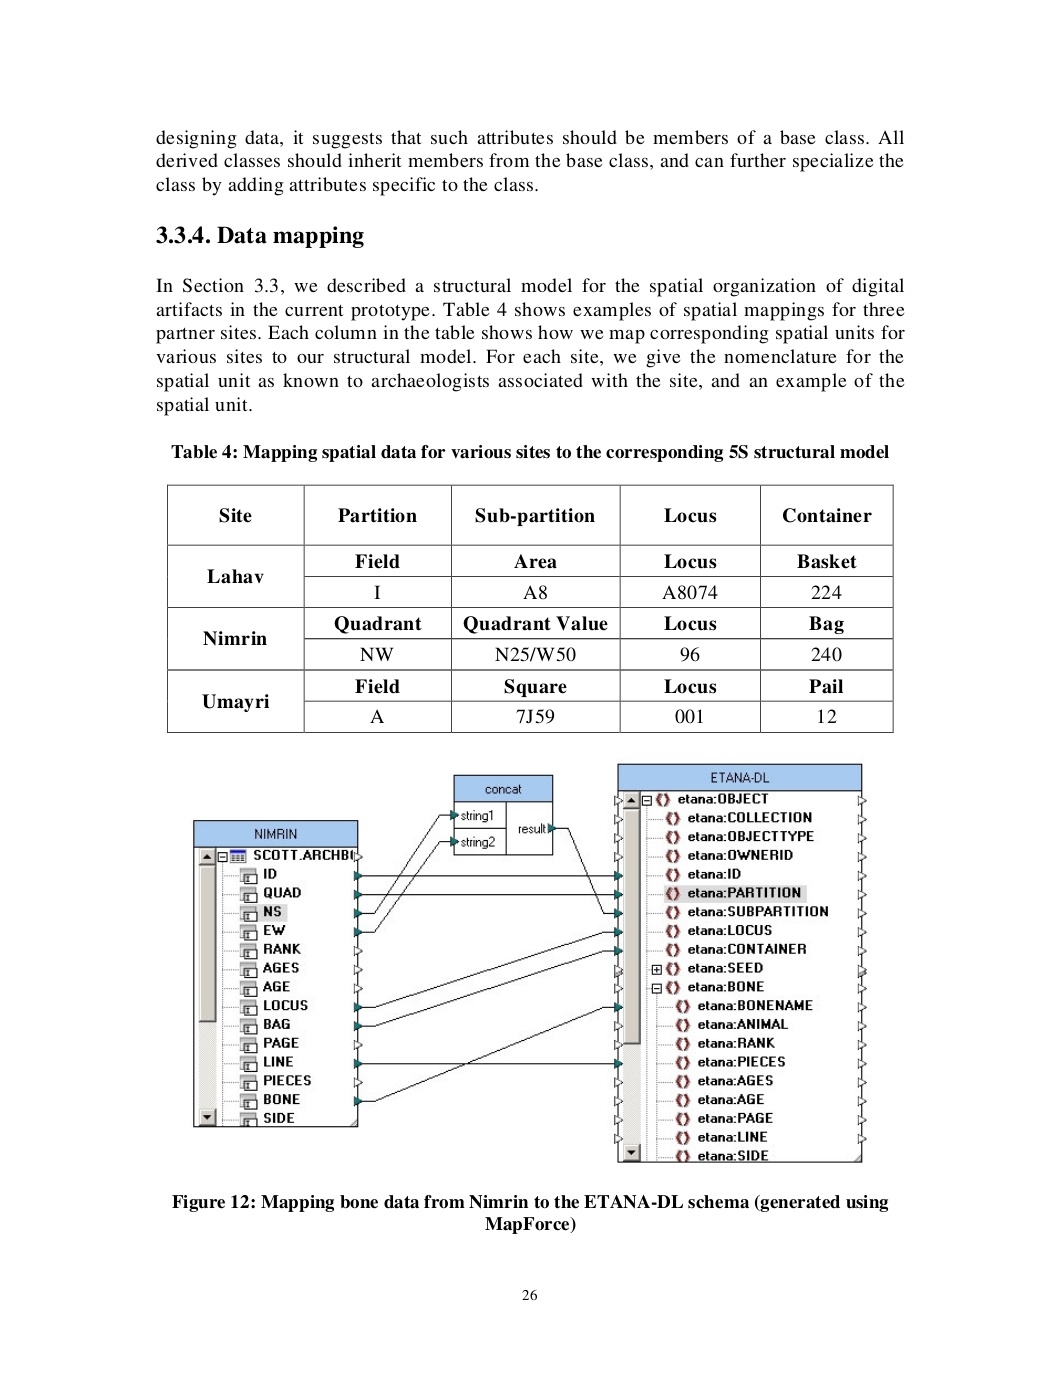 designing data, it suggests that such attributes should be members of a base class. All
derived classes should inherit members from the base class, and can further specialize the
class by adding attributes specific to the class.
3.3.4. Data mapping
In Section 3.3, we described a structural model for the spatial organization of digital
artifacts in the current prototype. Table 4 shows examples of spatial mappings for three
partner sites. Each column in the table shows how we map corresponding spatial units for
various sites to our structural model. For each site, we give the nomenclature for the
spatial unit as known to archaeologists associated with the site, and an example of the
spatial unit.
Table 4: Mapping spatial data for various sites to the corresponding 5S structural model
Site Partition Sub-partition Locus Container
Lahav
Field Area Locus Basket
I A8 A8074 224
Nimrin
Quadrant Quadrant Value Locus Bag
NW N25/W50 96 240
Umayri
Field Square Locus Pail
A 7J59 001 12
NIMRIN
SCOTT.ARCHB
ID
QUAD
NS
EW
RANK
AGES
AGE
LOCUS
BAG
PAGE
LINE
PIECES
BONE
SIDE
concat
string1
string2
result
ETANA-DL
etana:OBJECT
etana:COLLECTION
etana:OBJECTTYPE
etana:OWNERID
etana:ID
etana:PARTITION
etana:SUBPARTITION
etana:LOCUS
etana:CONTAINER
etana:SEED
etana:BONE
etana:BONENAME
etana:ANIMAL
etana:RANK
etana:PIECES
etana:AGES
etana:AGE
etana:PAGE
etana:LINE
etana:SIDE
Figure 12: Mapping bone data from Nimrin to the ETANA-DL schema (generated using
MapForce)
26